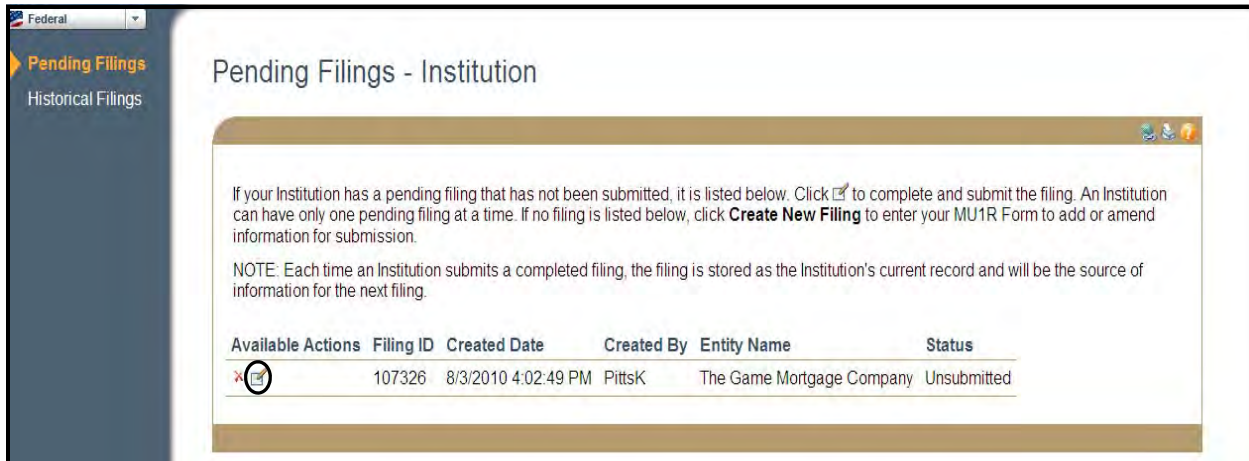 Federal
Pending Filings
Historical Filings
Pending Filings - Institution
If your Institution has a pending filing that has not been submitted, it is listed below. Click to complete and submit the filing. An Institution
can have only one pending filing at a time. If no filing is listed below, click Create New Filing to enter your MU1R Form to add or amend
information for submission.
NOTE: Each time an Institution submits a completed filing, the filing is stored as the Institution's current record and will be the source of
information for the next filing.
Available Actions Filing ID Created Date Created By Entity Name Status
107326 8/3/2010 4:02:49 PM PittsK The Game Mortgage Company Unsubmitted